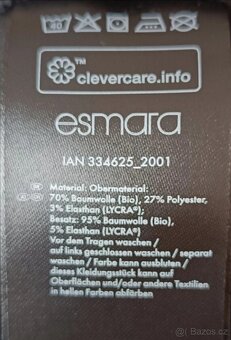 clevercare.info
esmara
IAN 334625_2001
Material: Obermaterial:
70% Baumwolle (Bio), 27% Polyester,
3% Elasthan (LYCRA®);
Besatz: 95% Baumwolle (Bio),
5% Elasthan (LYCRA®)
Vor dem Tragen waschen /
auf links geschlossen waschen / separat
waschen / Farbe kann ausbluten /
dieses Kleidungsstück kann auf
Oberflächen und/oder andere Textilien
in hellen Farben abfärben
Bazos.cz